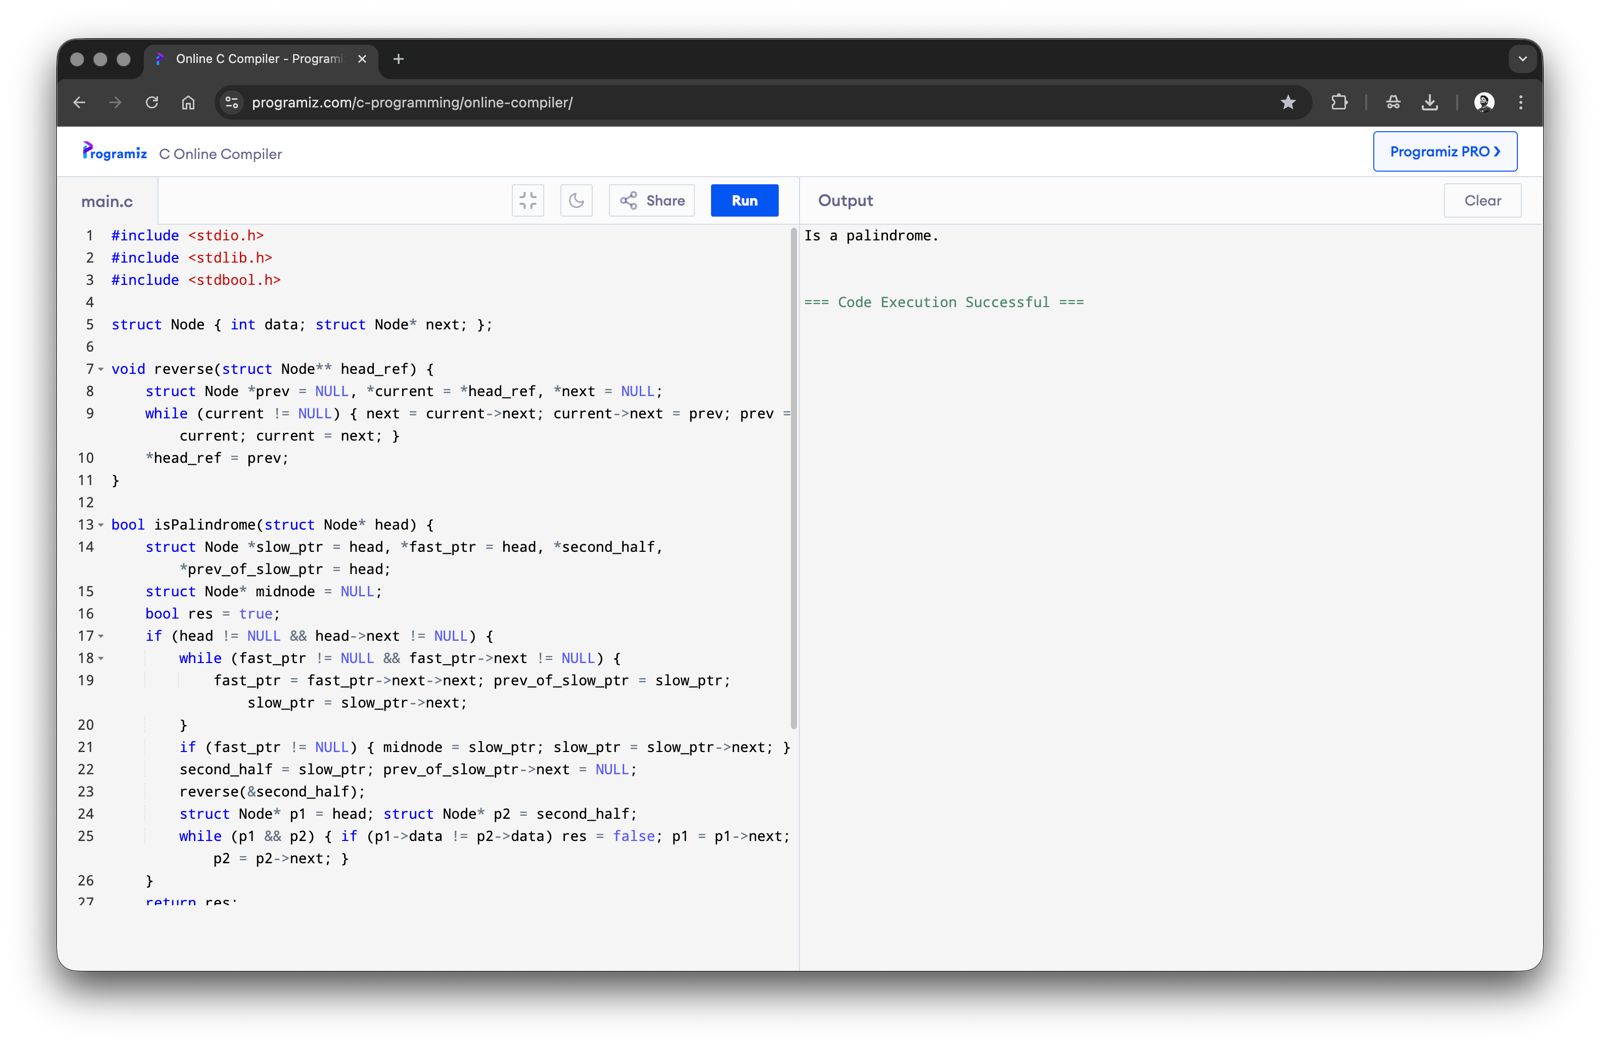 Online C Compiler - Programi
programiz.com/c-programming/online-compiler/
Programiz C Online Compiler
Programiz PRO
main.c
Share
Run
Output
Clear
1 #include <stdio.h>
2 #include <stdlib.h>
3 #include <stdbool.h>
4
5 struct Node { int data; struct Node* next; };
6
7 void reverse(struct Node** head_ref) {
8 struct Node *prev = NULL, *current = *head_ref, *next = NULL;
9 while (current != NULL) { next = current->next; current->next = prev; prev =
current; current = next; }
10 *head_ref = prev;
11 }
12
13 bool isPalindrome(struct Node* head) {
14 struct Node *slow_ptr = head, *fast_ptr = head, *second_half,
*prev_of_slow_ptr = head;
15 struct Node* midnode = NULL;
16 bool res = true;
17 if (head != NULL && head->next != NULL) {
18 while (fast_ptr != NULL && fast_ptr->next != NULL) {
19 fast_ptr = fast_ptr->next->next; prev_of_slow_ptr = slow_ptr;
slow_ptr = slow_ptr->next;
20 }
21 if (fast_ptr != NULL) { midnode = slow_ptr; slow_ptr = slow_ptr->next; }
22 second_half = slow_ptr; prev_of_slow_ptr->next = NULL;
23 reverse(&second_half);
24 struct Node* p1 = head; struct Node* p2 = second_half;
25 while (p1 && p2) { if (p1->data != p2->data) res = false; p1 = p1->next;
p2 = p2->next; }
26 }
27 return res;
Is a palindrome.
=== Code Execution Successful ===